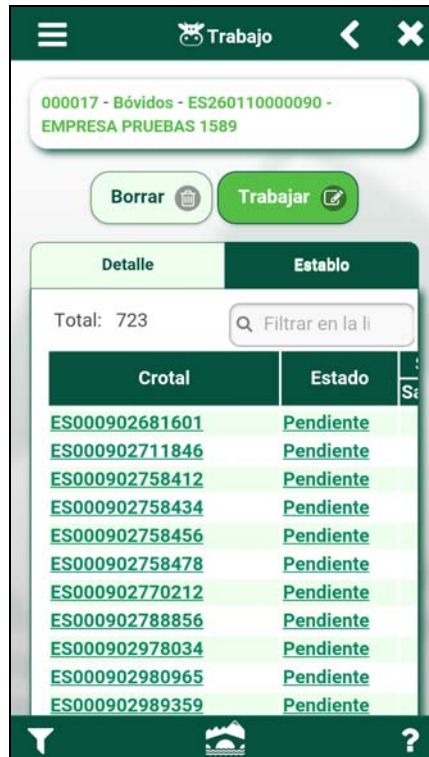 Trabajo
000017 - Bóvidos - ES260110000090 -
EMPRESA PRUEBAS 1589
Borrar
Trabajar
Detalle Establo
Total: 723 Filtrar en la li
Crotal Estado
Sa
ES000902681601 Pendiente
ES000902711846 Pendiente
ES000902758412 Pendiente
ES000902758434 Pendiente
ES000902758456 Pendiente
ES000902758478 Pendiente
ES000902770212 Pendiente
ES000902788856 Pendiente
ES000902978034 Pendiente
ES000902980965 Pendiente
ES000902989359 Pendiente
?